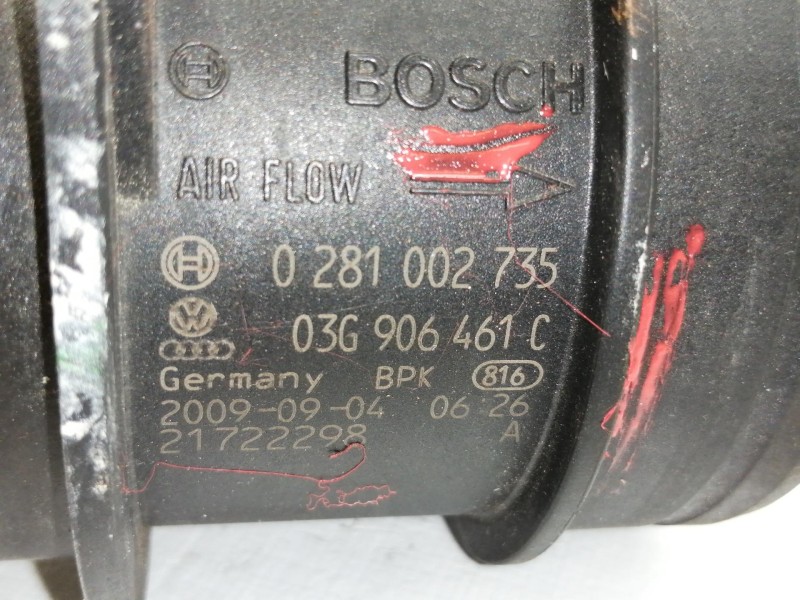 BOSCH
AIR FLOW
0 281 002 735
03G 906 461 C
Germany BPK 816
2009-09-04 06 26
21722298 A